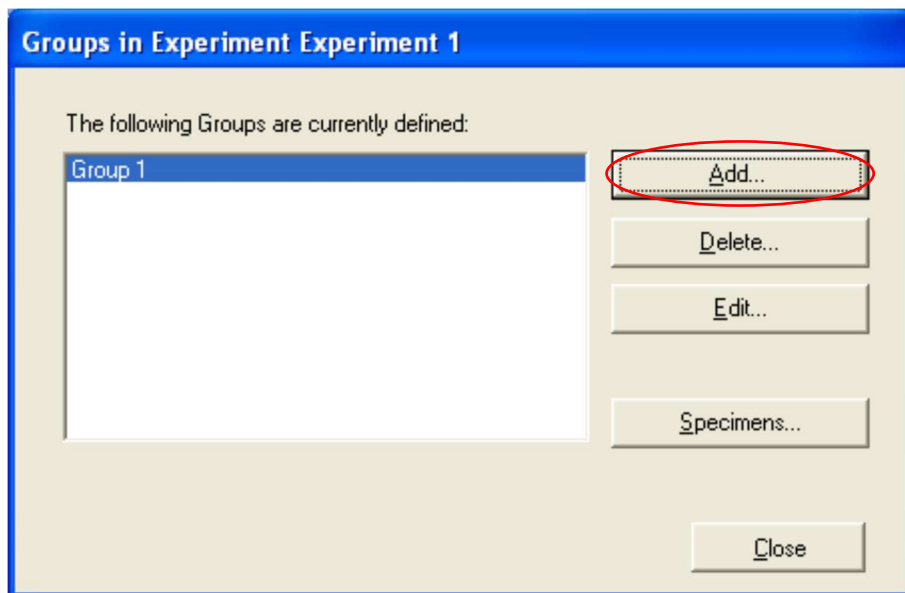 Groups in Experiment Experiment 1
The following Groups are currently defined:
Group 1
Add...
Delete...
Edit...
Specimens...
Close